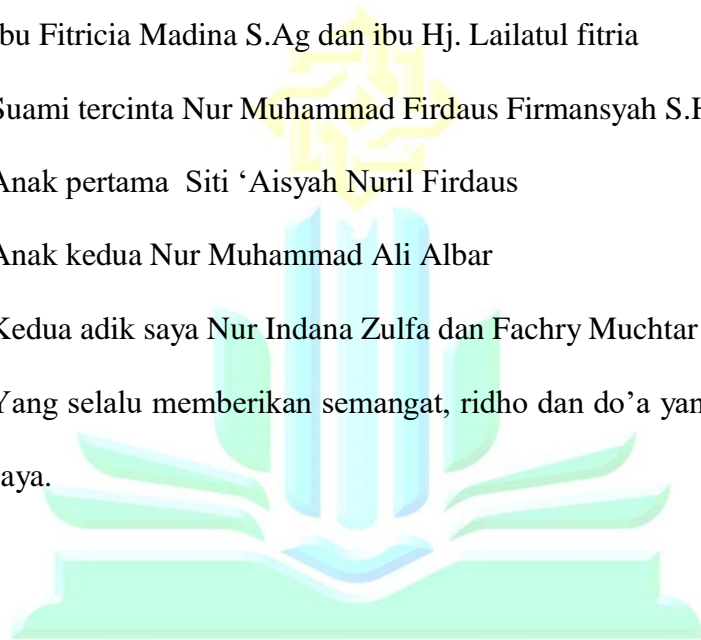 bu Fitricia Madina S.Ag dan ibu Hj. Lailatul fitria
Suami tercinta Nur Muhammad Firdaus Firmansyah S.H
Anak pertama Siti ‘Aisyah Nuril Firdaus
Anak kedua Nur Muhammad Ali Albar
Kedua adik saya Nur Indana Zulfa dan Fachry Muchtar
Yang selalu memberikan semangat, ridho dan do’a yan
aya.